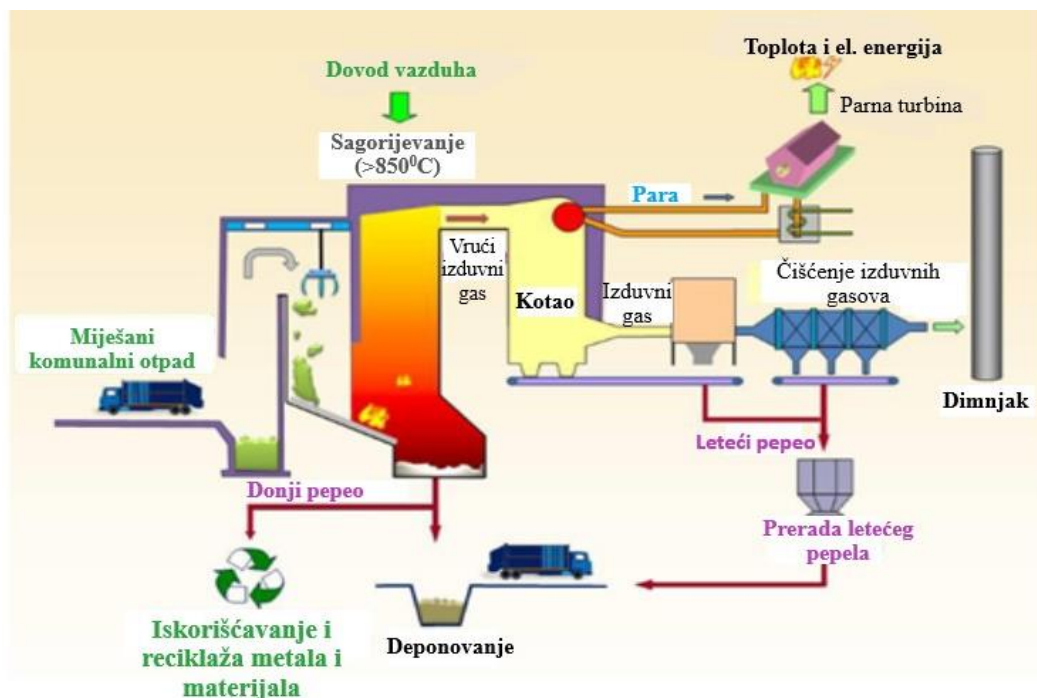 Toplota i el. energija
Dovod vazduha
Parna turbina
Sagorijevanje
(>850⁰C)
Para
Vrući
izduvni
gas
Kotao
Izduvni
gas
Čišćenje izduvnih
gasova
Miješani
komunalni otpad
Dimnjak
Leteći pepeo
Donji pepeo
Prerada letećeg
pepela
Iskorišćavanje i
reciklaža metala i
materijala
Deponovanje